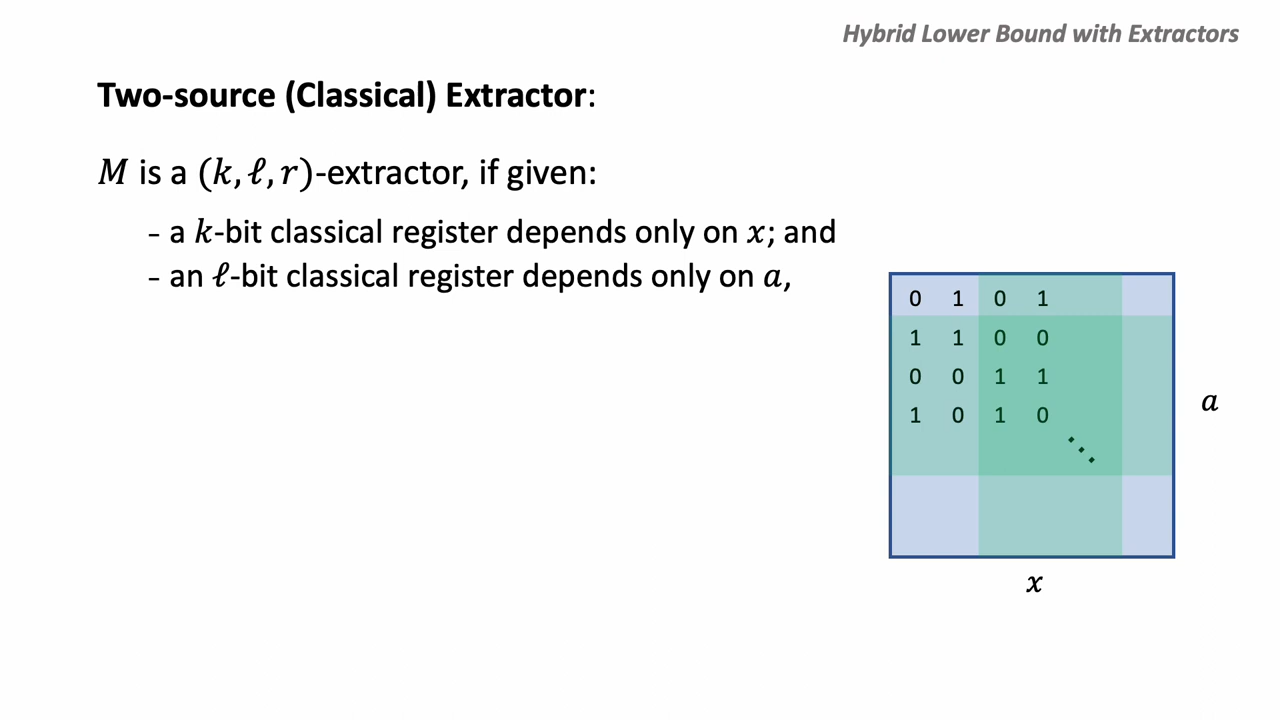 Hybrid Lower Bound with Extractors
Two-source (Classical) Extractor:
M is a (k, ℓ, r)-extractor, if given:
- a k-bit classical register depends only on x; and
- an ℓ-bit classical register depends only on a,
0 1 0 1
1 1 0 0
0 0 1 1
1 0 1 0
⋱
a
x